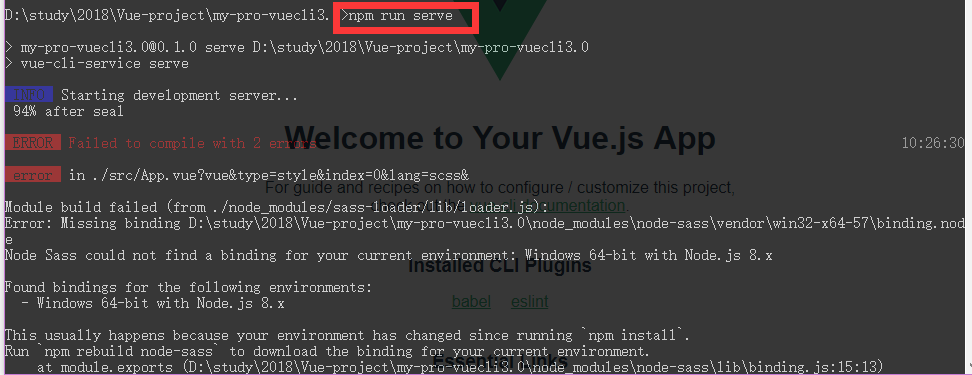 D:\study\2018\Vue-project\my-pro-vuecli3. >npm run serve
> my-pro-vuecli3.0@0.1.0 serve D:\study\2018\Vue-project\my-pro-vuecli3.0
> vue-cli-service serve
INFO Starting development server...
94% after seal
ERROR Failed to compile with 2 errors 10:26:30
Welcome to Your Vue.js App
error in ./src/App.vue?vue&type=style&index=0&lang=scss&
For guide and recipes on how to configure / customize this project,
Module build failed (from ./node_modules/sass-loader/lib/loader.js):
documentation.
Error: Missing binding D:\study\2018\Vue-project\my-pro-vuecli3.0\node_modules\node-sass\vendor\win32-x64-57\binding.nod
e
Node Sass could not find a binding for your current environment: Windows 64-bit with Node.js 8.x
Installed CLI Plugins
Found bindings for the following environments:
- Windows 64-bit with Node.js 8.x
babel eslint
This usually happens because your environment has changed since running `npm install`.
Run `npm rebuild node-sass` to download the binding for your current environment.
Essential Links
at module.exports (D:\study\2018\Vue-project\my-pro-vuecli3.0\node_modules\node-sass\lib\binding.js:15:13)